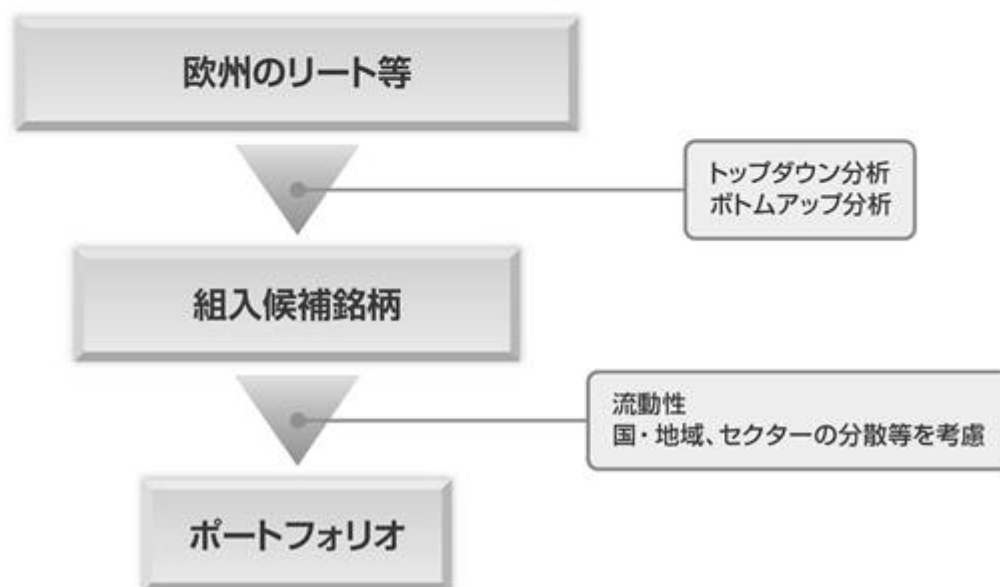 欧州のリート等
トップダウン分析
ボトムアップ分析
組入候補銘柄
流動性
国・地域、セクターの分散等を考慮
ポートフォリオ